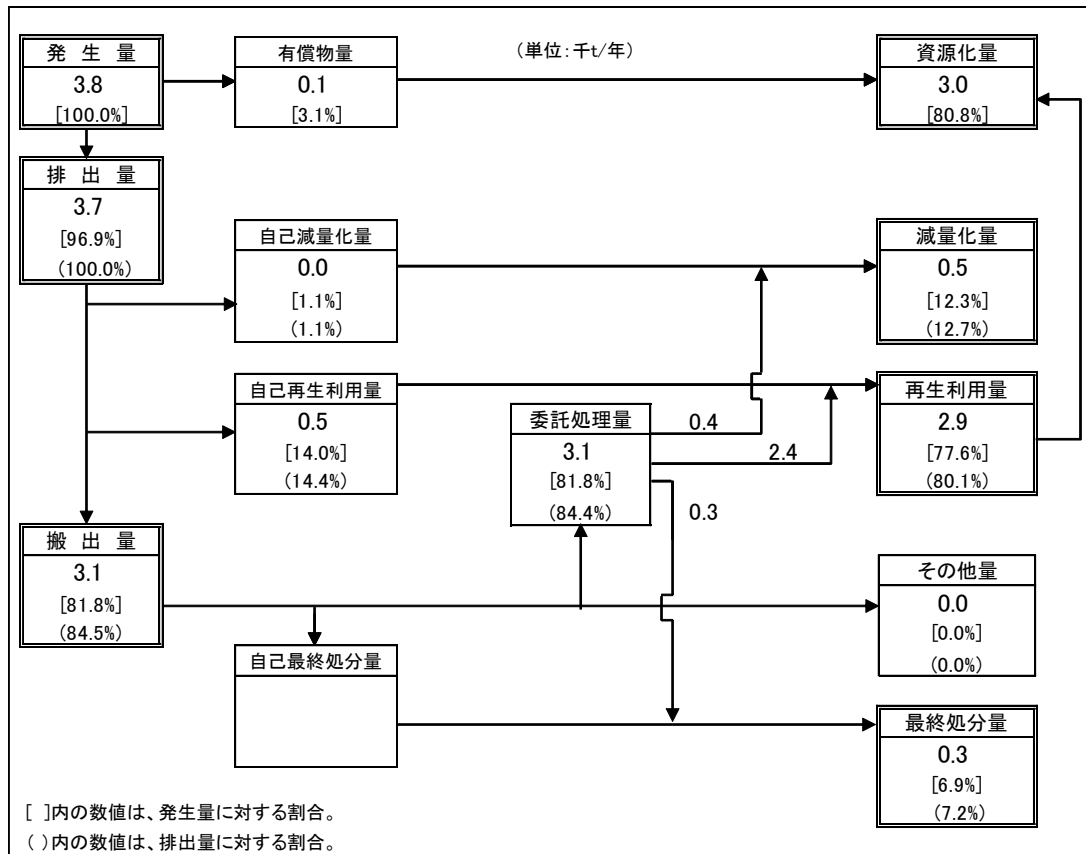 発 生 量
3.8
[100.0%]
有償物量
0.1
[3.1%]
(単位:千t/年)
資源化量
3.0
[80.8%]
排 出 量
3.7
[96.9%]
(100.0%)
自己減量化量
0.0
[1.1%]
(1.1%)
減量化量
0.5
[12.3%]
(12.7%)
自己再生利用量
0.5
[14.0%]
(14.4%)
委託処理量
3.1
[81.8%]
(84.4%)
0.4
2.4
0.3
再生利用量
2.9
[77.6%]
(80.1%)
搬 出 量
3.1
[81.8%]
(84.5%)
その他量
0.0
[0.0%]
(0.0%)
自己最終処分量
最終処分量
0.3
[6.9%]
(7.2%)
[ ]内の数値は、発生量に対する割合。
( )内の数値は、排出量に対する割合。